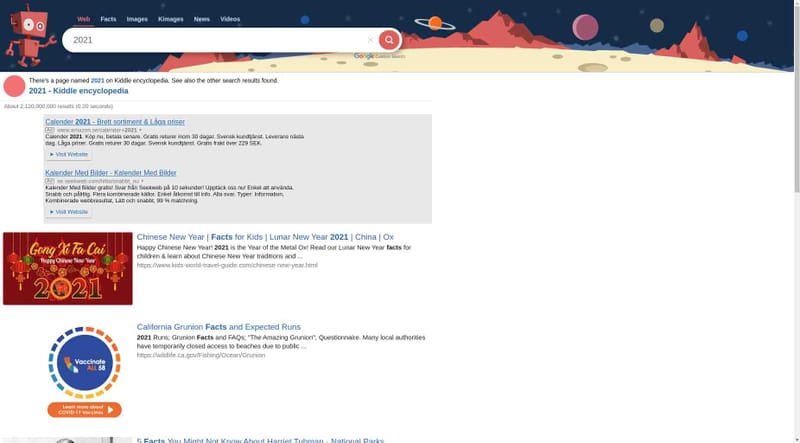 Web Facts Images Kimages News Videos
2021
Google Custom Search
There's a page named 2021 on Kiddle encyclopedia. See also the other search results found.
2021 - Kiddle encyclopedia
About 2,120,000,000 results (0.20 seconds)
Calender 2021 - Brett sortiment & Låga priser
Ad www.amazon.se/calender+2021
Calender 2021. Köp nu, betala senare. Gratis returer inom 30 dagar. Svensk kundtjänst. Leverans nästa
dag. Låga priser. Gratis returer 30 dagar. Svensk kundtjänst. Gratis frakt över 229 SEK.
► Visit Website
Kalender Med Bilder - Kalender Med Bilder
Ad
Kalender Med Bilder gratis! Svar från Seekweb på 10 sekunder! Upptäck oss nu! Enkel att använda.
Snabb och pålitlig. Flera kombinerade källor. Enkel åtkomst till info. Alla svar. Typer: Information,
Kombinerade webbresultat, Lätt och snabbt, 99 % matchning.
► Visit Website
Gong Xi Fa Cai
Happy Chinese New Year
2021
Chinese New Year | Facts for Kids | Lunar New Year 2021 | China | Ox
Happy Chinese New Year! 2021 is the Year of the Metal Ox! Read our Lunar New Year facts for
children & learn about Chinese New Year traditions and ...
https://www.kids-world-travel-guide.com/chinese-new-year.html
Vaccinate
ALL 58
Learn more about
COVID-19 Vaccines
California Grunion Facts and Expected Runs
2021 Runs; Grunion Facts and FAQs; "The Amazing Grunion"; Questionnaire. Many local authorities
have temporarily closed access to beaches due to public ...
https://wildlife.ca.gov/Fishing/Ocean/Grunion
5 Facts You Might Not Know About Harriet Tubman - National Parks